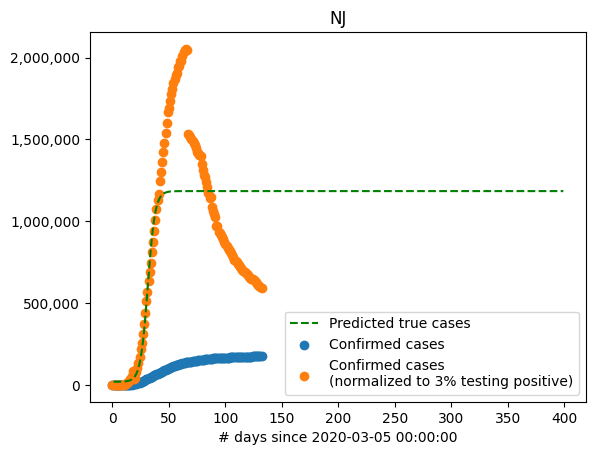 NJ
2,000,000
1,500,000
1,000,000
500,000
0
Predicted true cases
Confirmed cases
Confirmed cases
(normalized to 3% testing positive)
0 50 100 150 200 250 300 350 400
# days since 2020-03-05 00:00:00